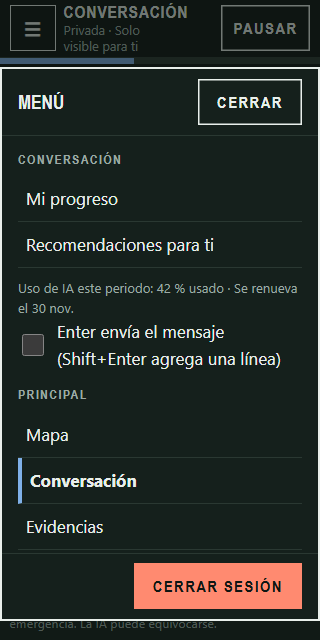 CONVERSACIÓN
Privada · Solo
visible para ti
PAUSAR
MENÚ
CERRAR
CONVERSACIÓN
Mi progreso
Recomendaciones para ti
Uso de IA este periodo: 42 % usado · Se renueva
el 30 nov.
Enter envía el mensaje
(Shift+Enter agrega una línea)
PRINCIPAL
Mapa
Conversación
Evidencias
CERRAR SESIÓN
emergencia. La IA puede equivocarse.